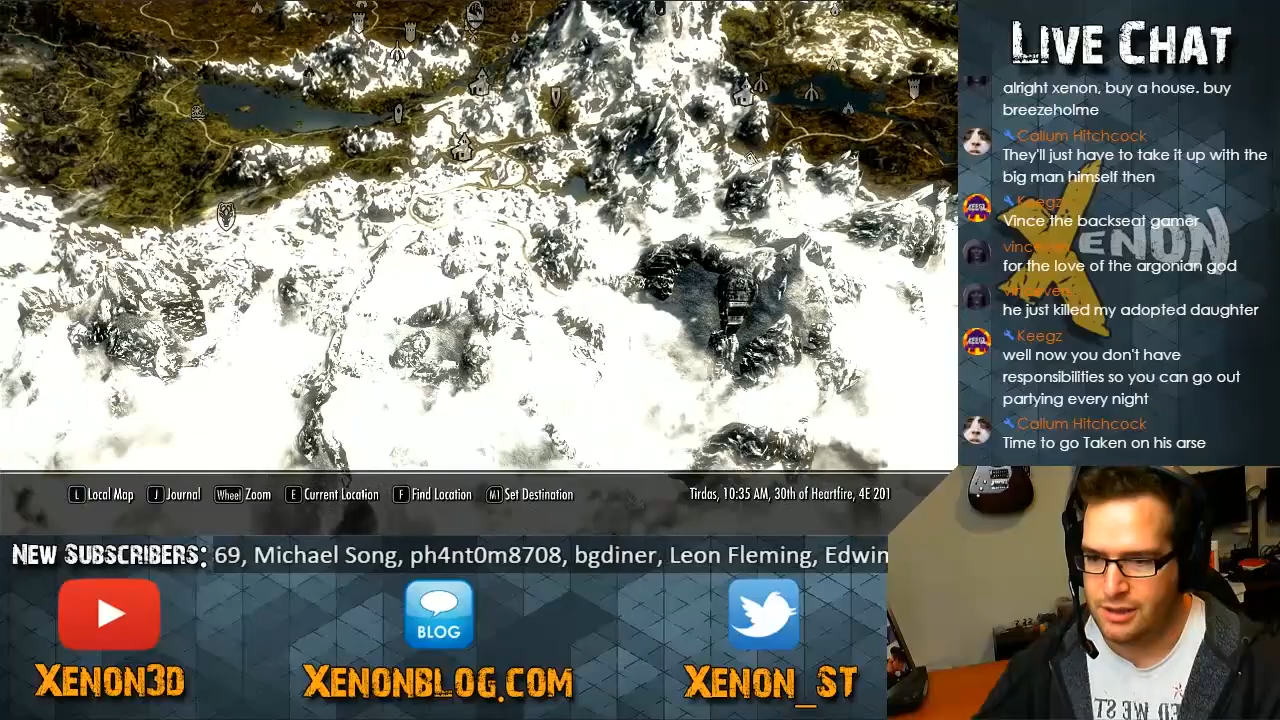 LIVE CHAT
alright xenon, buy a house. buy
breezeholme
Callum Hitchcock
They'll just have to take it up with the
big man himself then
Keegz
Vince the backseat gamer
for the love of the argonian god
he just killed my adopted daughter
Keegz
well now you don't have
responsibilities so you can go out
partying every night
Callum Hitchcock
Time to go Taken on his arse
XENON
L Local Map J Journal Wheel Zoom E Current Location F Find Location M1 Set Destination
Tirdas, 10:35 AM, 30th of Heartfire, 4E 201
NEW SUBSCRIBERS: 69, Michael Song, ph4nt0m8708, bgdiner, Leon Fleming, Edwin
BLOG
XENON3D
XENONBLOG.COM
XENON_ST